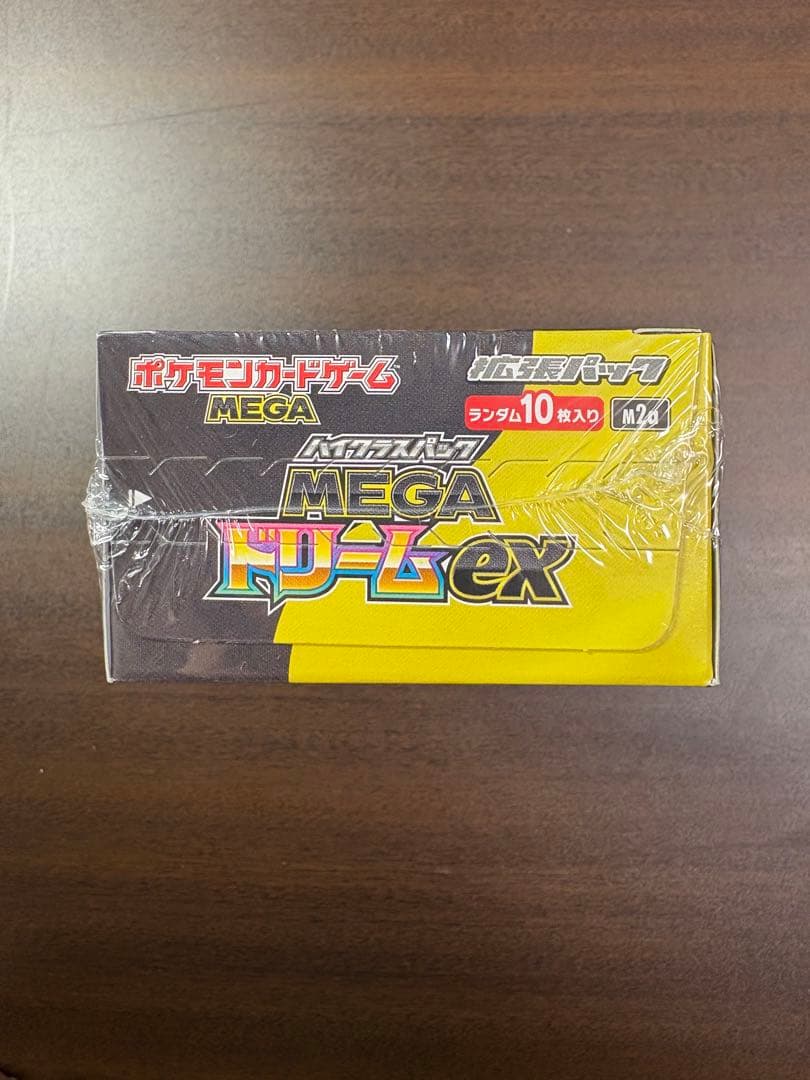 ポケモンカードゲーム
MEGA
拡張パック
ランダム10枚入り
M2a
ハイクラスパック
MEGA
ドリームex